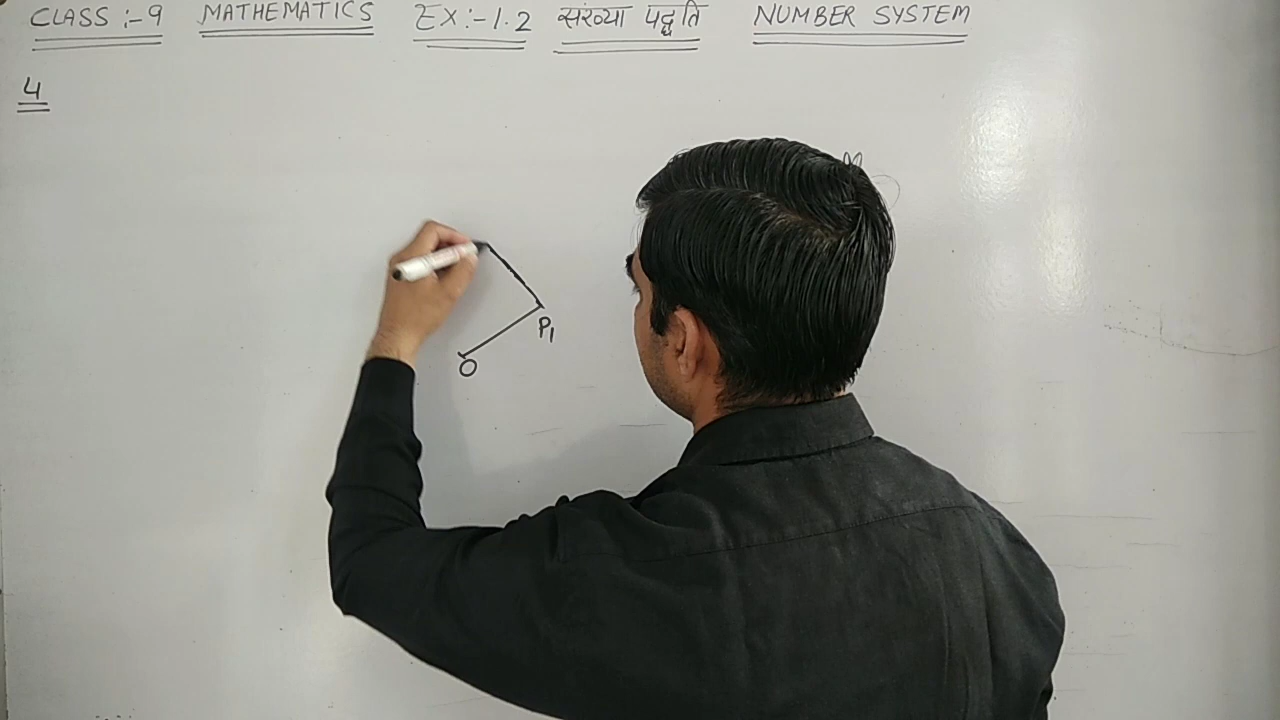 CLASS :- 9 MATHEMATICS EX:- 1.2 संख्या पद्धति NUMBER SYSTEM
4
P1
O